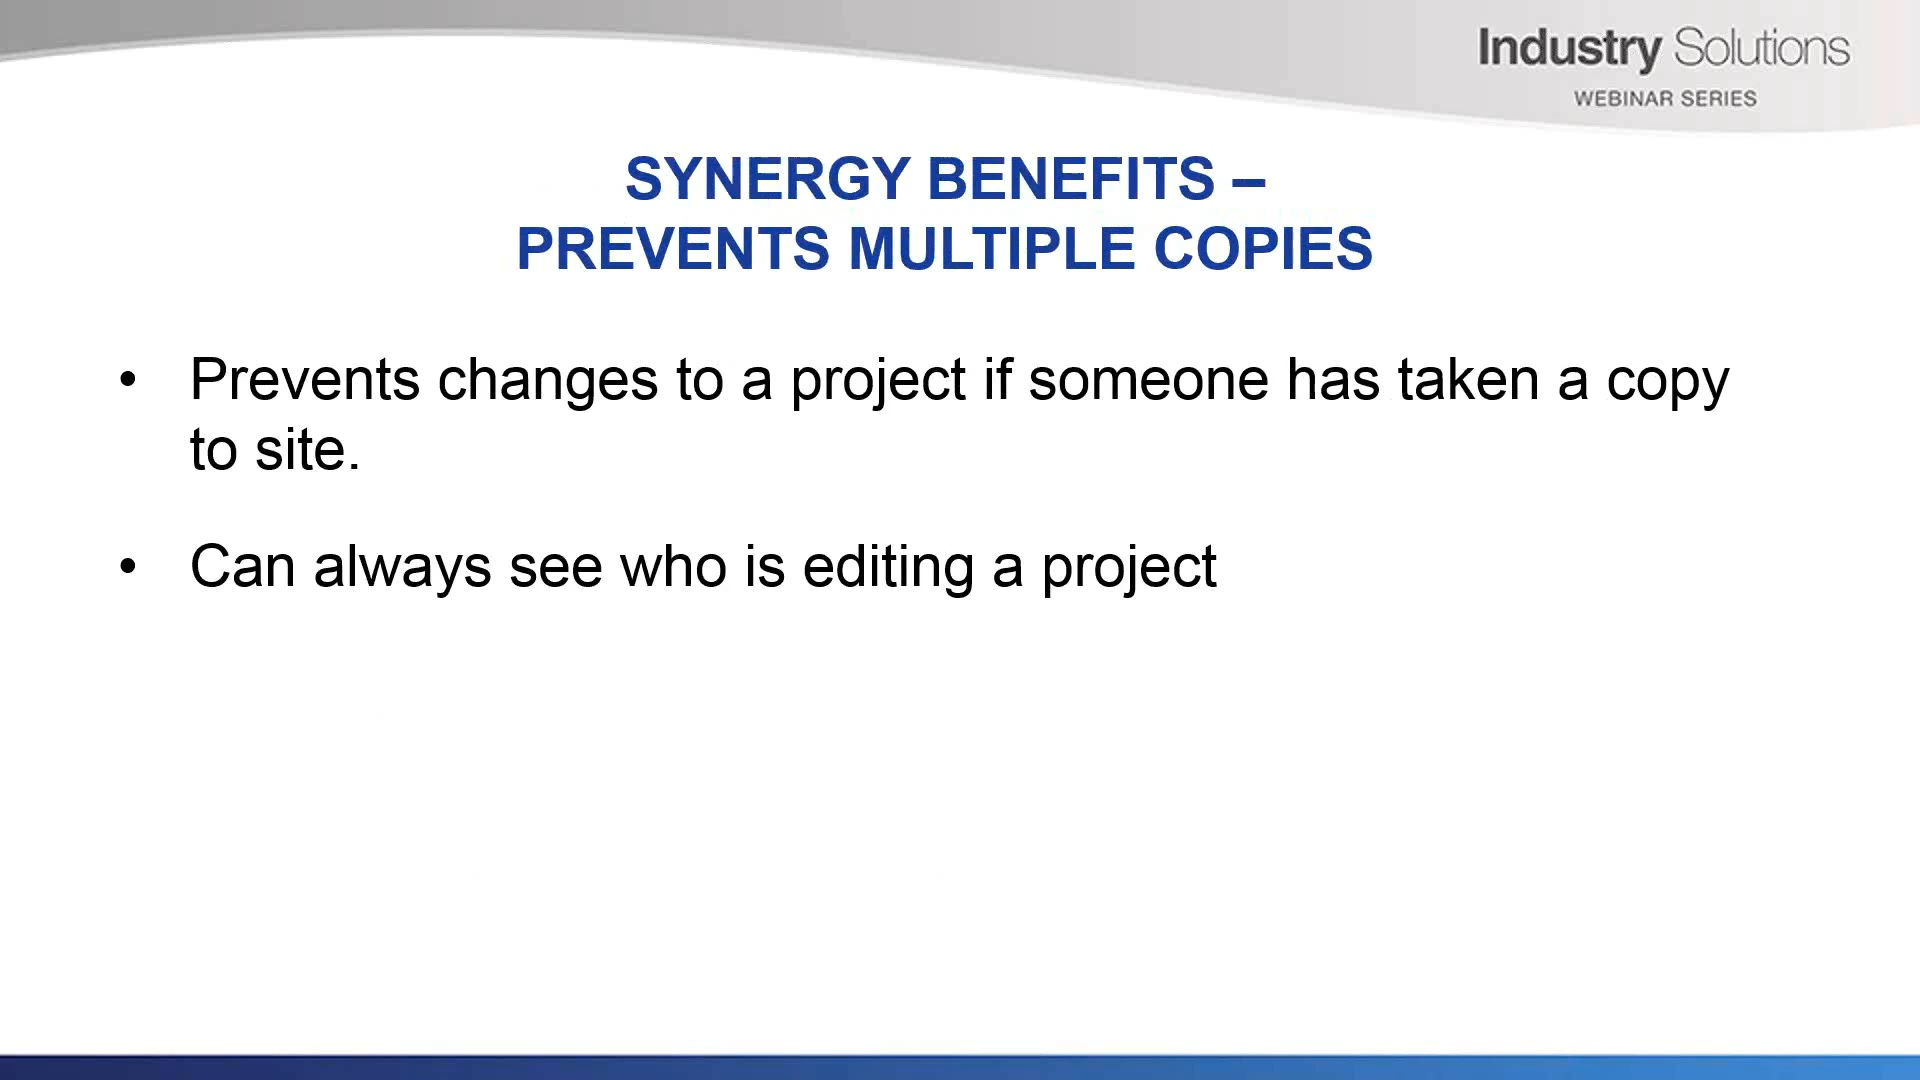 Industry Solutions
WEBINAR SERIES
SYNERGY BENEFITS –
PREVENTS MULTIPLE COPIES
• Prevents changes to a project if someone has taken a copy
to site.
• Can always see who is editing a project